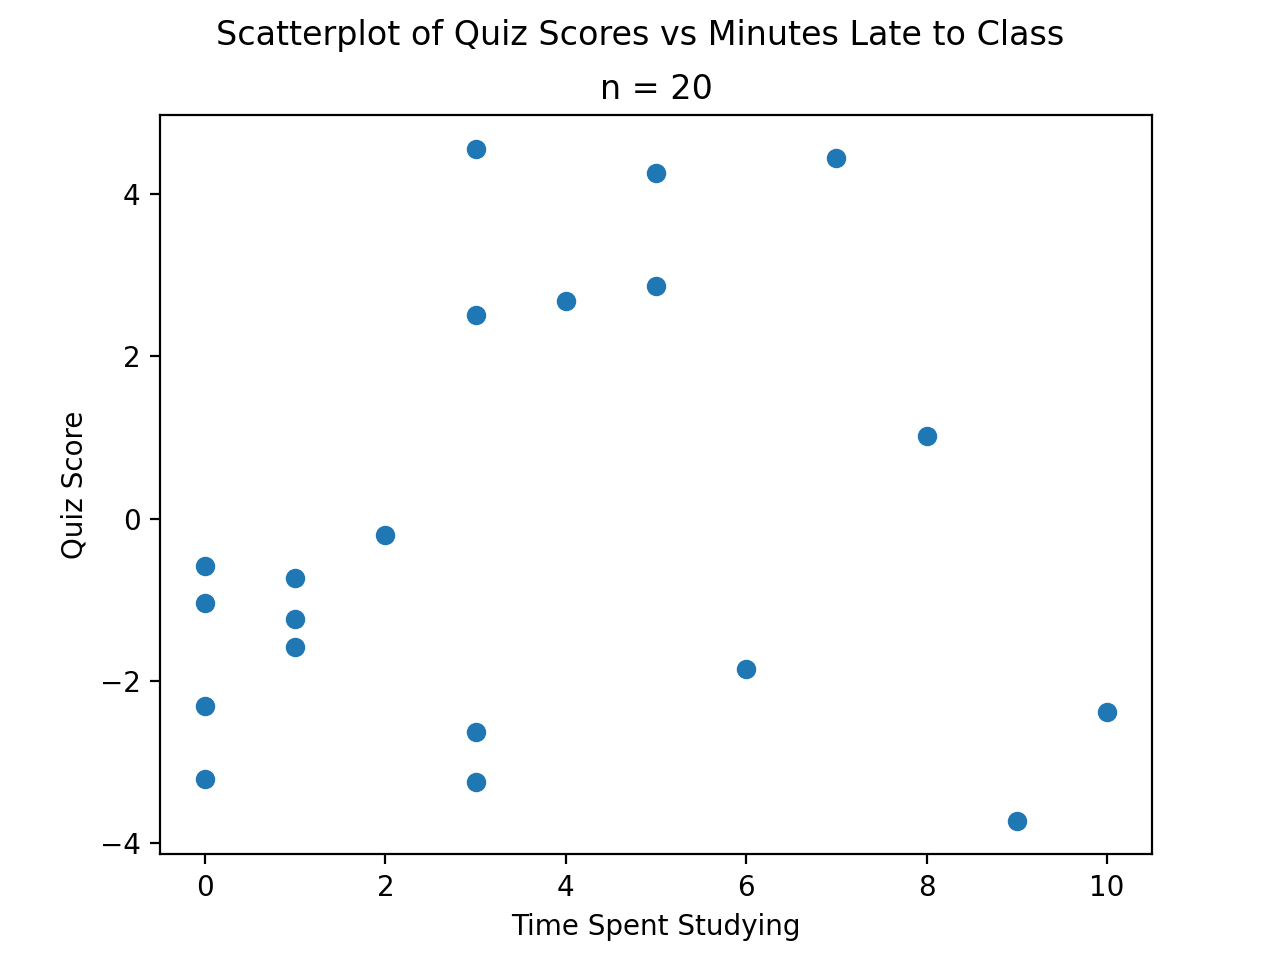 Scatterplot of Quiz Scores vs Minutes Late to Class
n = 20
4
2
0
−2
−4
Quiz Score
0 2 4 6 8 10
Time Spent Studying